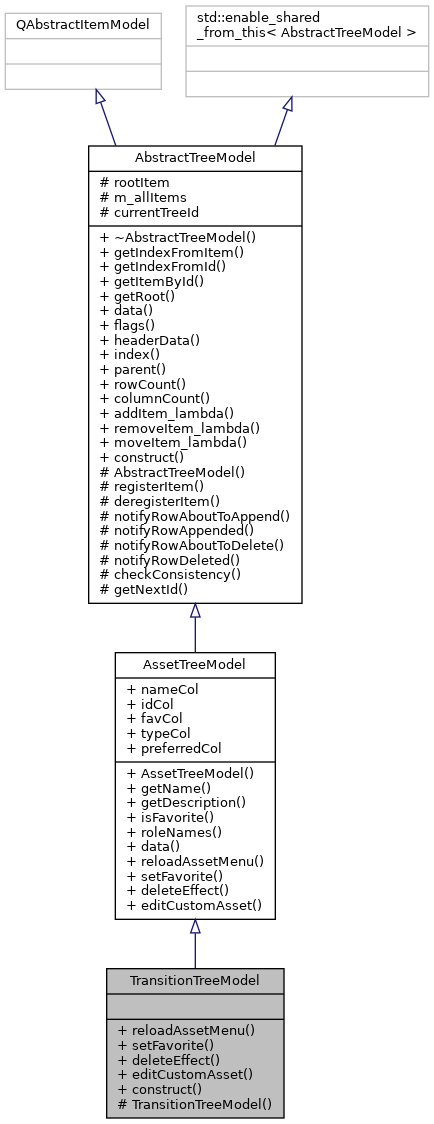 QAbstractItemModel
std::enable_shared
_from_this< AbstractTreeModel >
AbstractTreeModel
# rootItem
# m_allItems
# currentTreeId
+ ~AbstractTreeModel()
+ getIndexFromItem()
+ getIndexFromId()
+ getItemById()
+ getRoot()
+ data()
+ flags()
+ headerData()
+ index()
+ parent()
+ rowCount()
+ columnCount()
+ addItem_lambda()
+ removeItem_lambda()
+ moveItem_lambda()
+ construct()
# AbstractTreeModel()
# registerItem()
# deregisterItem()
# notifyRowAboutToAppend()
# notifyRowAppended()
# notifyRowAboutToDelete()
# notifyRowDeleted()
# checkConsistency()
# getNextId()
AssetTreeModel
+ nameCol
+ idCol
+ favCol
+ typeCol
+ preferredCol
+ AssetTreeModel()
+ getName()
+ getDescription()
+ isFavorite()
+ roleNames()
+ data()
+ reloadAssetMenu()
+ setFavorite()
+ deleteEffect()
+ editCustomAsset()
TransitionTreeModel
+ reloadAssetMenu()
+ setFavorite()
+ deleteEffect()
+ editCustomAsset()
+ construct()
# TransitionTreeModel()